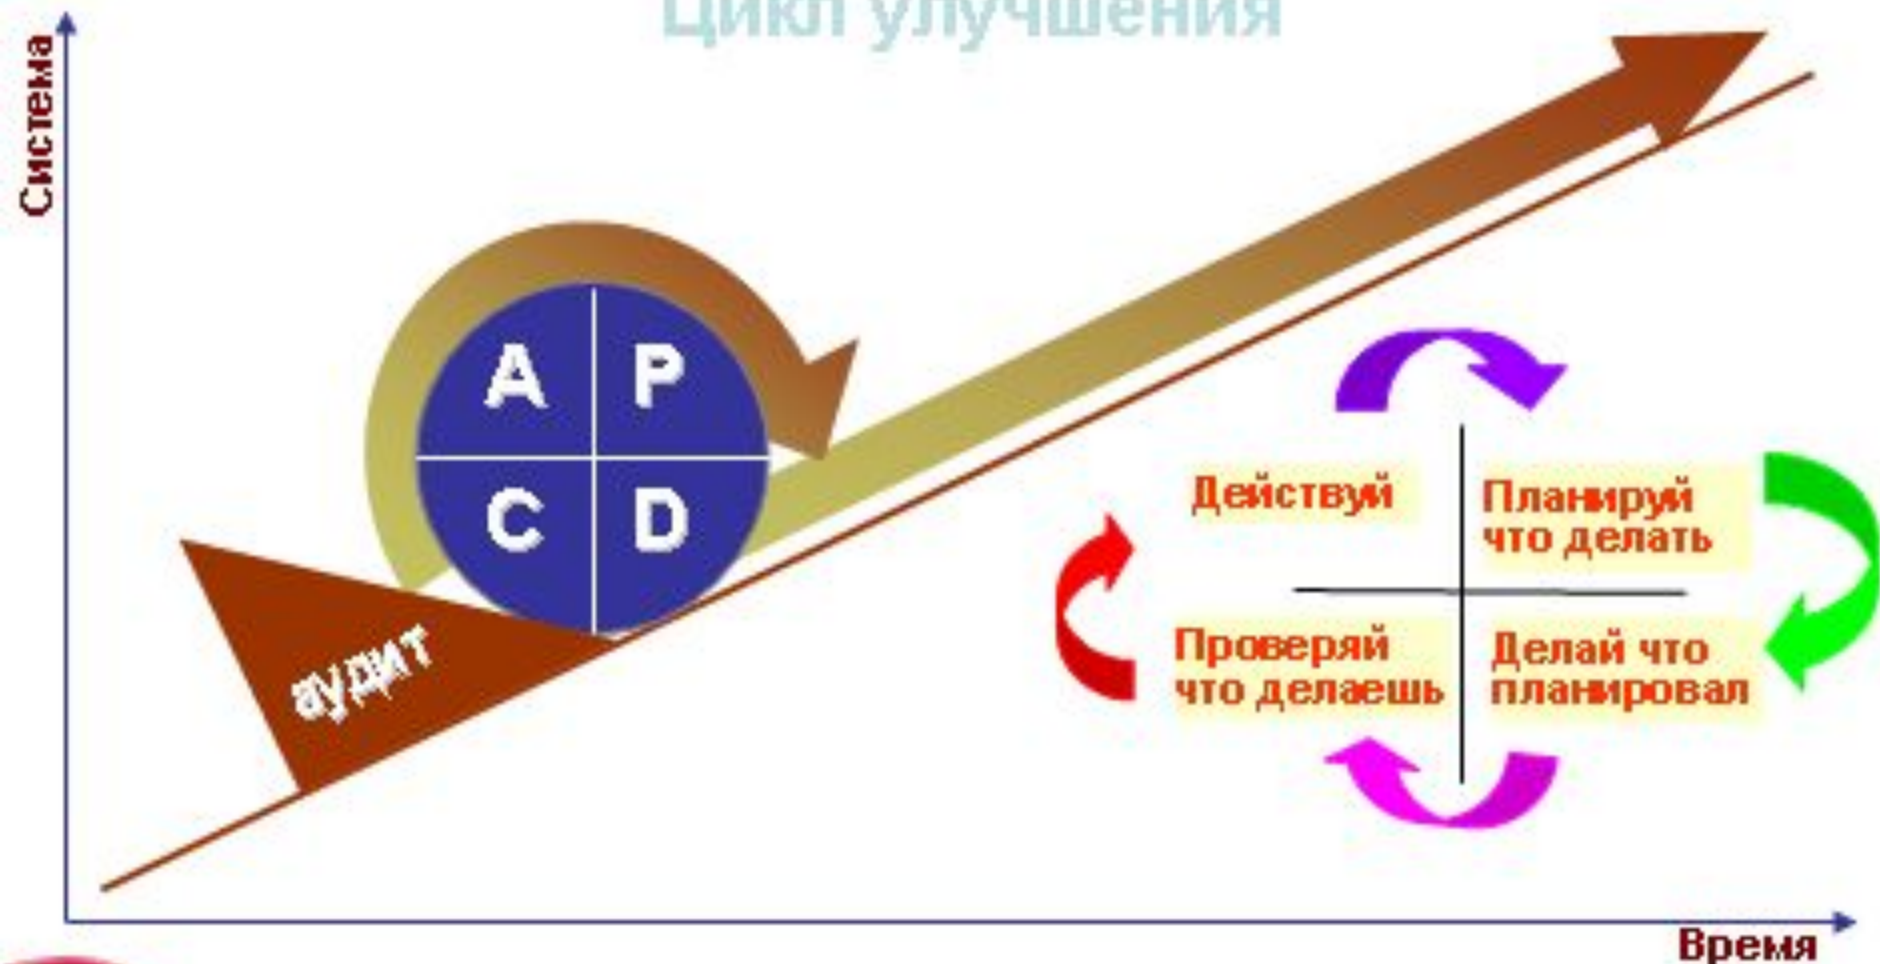 Цикл улучшения
Система
A P
C D
аудит
Действуй
Планируй
что делать
Проверяй
что делаешь
Делай что
планировал
Время